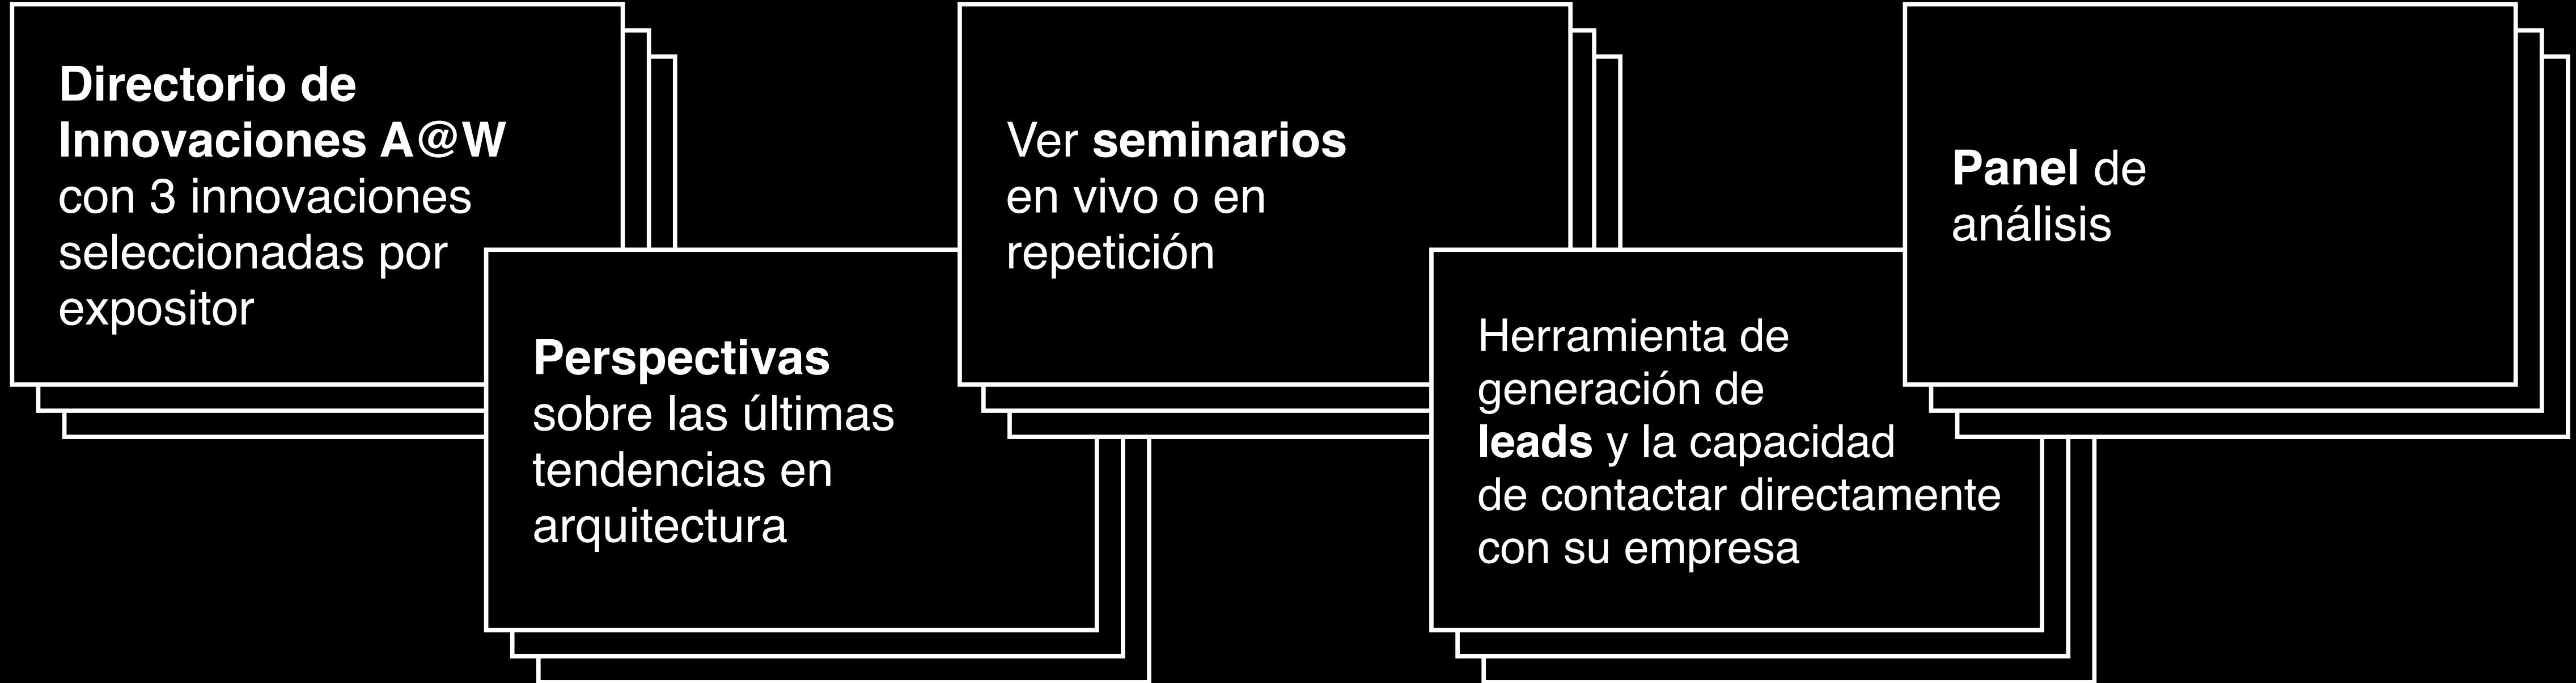 Directorio de
Innovaciones A@W
con 3 innovaciones
seleccionadas por
expositor
Perspectivas
sobre las últimas
tendencias en
arquitectura
Ver seminarios
en vivo o en
repetición
Herramienta de
generación de
leads y la capacidad
de contactar directamente
con su empresa
Panel de
análisis